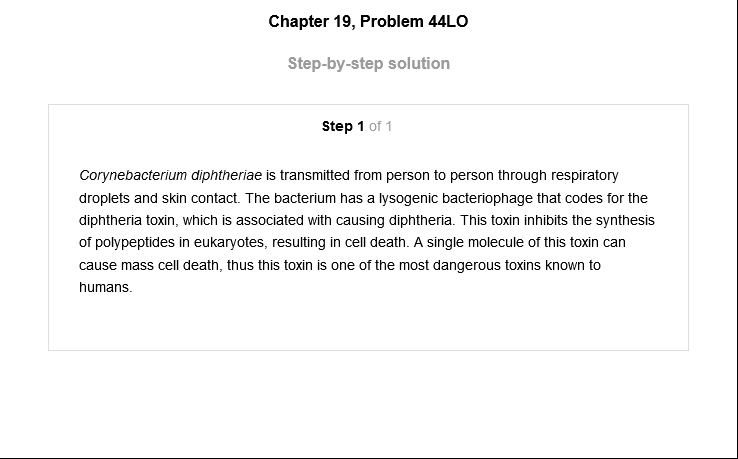 Chapter 19, Problem 44LO
Step-by-step solution
Step 1 of 1
Corynebacterium diphtheriae is transmitted from person to person through respiratory
droplets and skin contact. The bacterium has a lysogenic bacteriophage that codes for the
diphtheria toxin, which is associated with causing diphtheria. This toxin inhibits the synthesis
of polypeptides in eukaryotes, resulting in cell death. A single molecule of this toxin can
cause mass cell death, thus this toxin is one of the most dangerous toxins known to
humans.